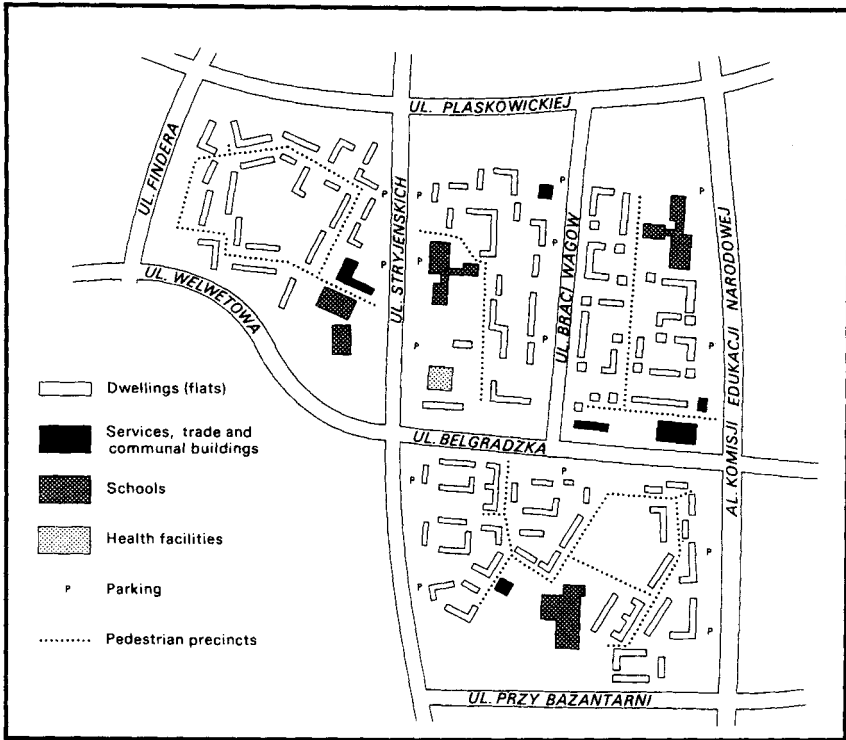 UL. PLASKOWICKIEJ
UL. FINDERA
UL. STRYJENSKICH
UL. BRACI WAGOW
AL. KOMISJI EDUKACJI NARODOWEJ
UL. WELWETOWA
UL. BELGRADZKA
UL. PRZY BAZANTARNI
Dwellings (flats)
Services, trade and
communal buildings
Schools
Health facilities
P Parking
Pedestrian precincts
P
P
P
P
P
P
P
P
P
P
P
P
P
P